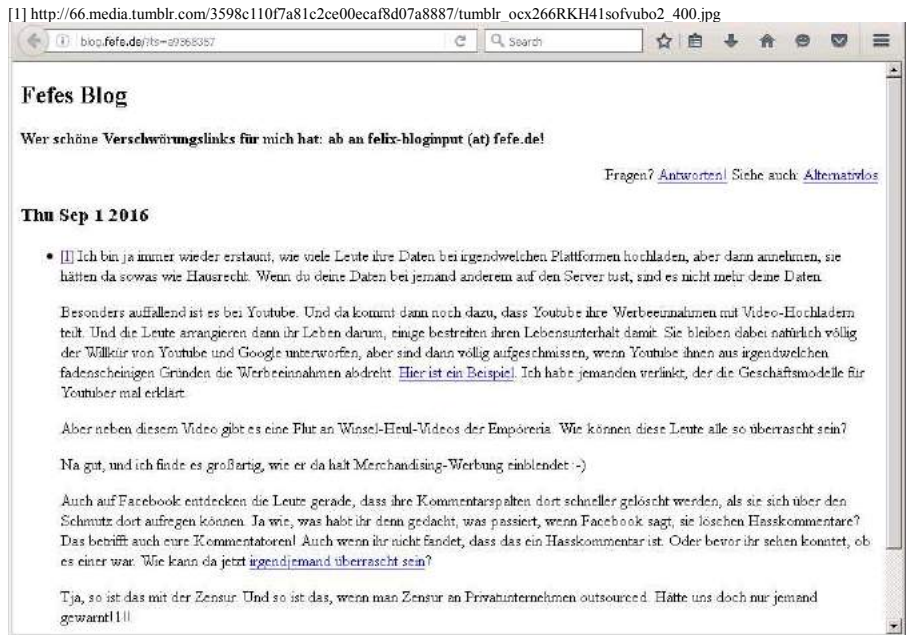 [1] http://66.media.tumblr.com/3598c110f7a81c2ce00ecaf8d07a8887/tumblr_ocx266RKH41sofvubo2_400.jpg
blog.fefe.de/?ts=a9368367
Search
Fefes Blog
Wer schöne Verschwörungslinks für mich hat: ab an felix-bloginput (at) fefe.de!
Fragen? Antworten! Siehe auch: Alternativlos
Thu Sep 1 2016
[l] Ich bin ja immer wieder erstaunt, wie viele Leute ihre Daten bei irgendwelchen Plattformen hochladen, aber dann annehmen, sie
hätten da sowas wie Hausrecht. Wenn du deine Daten bei jemand anderem auf den Server tust, sind es nicht mehr deine Daten.
Besonders auffallend ist es bei Youtube. Und da kommt dann noch dazu, dass Youtube ihre Werbeeinnahmen mit Video-Hochladern
teilt. Und die Leute arrangieren dann ihr Leben darum, einige bestreiten ihren Lebensunterhalt damit. Sie bleiben dabei natürlich völlig
der Willkür von Youtube und Google unterworfen, aber sind dann völlig aufgeschmissen, wenn Youtube ihnen aus irgendwelchen
fadenscheinigen Gründen die Werbeeinnahmen abdreht. Hier ist ein Beispiel. Ich habe jemanden verlinkt, der die Geschäftsmodelle für
Youtuber mal erklärt.
Aber neben diesem Video gibt es eine Flut an Winsel-Heul-Videos der Empöreria. Wie können diese Leute alle so überrascht sein?
Na gut, und ich finde es großartig, wie er da halt Merchandising-Werbung einblendet :-)
Auch auf Facebook entdecken die Leute gerade, dass ihre Kommentarspalten dort schneller gelöscht werden, als sie sich über den
Schmutz dort aufregen können. Ja wie, was habt ihr denn gedacht, was passiert, wenn Facebook sagt, sie löschen Hasskommentare?
Das betrifft auch eure Kommentatoren! Auch wenn ihr nicht fandet, dass das ein Hasskommentar ist. Oder bevor ihr sehen konntet, ob
es einer war. Wie kann da jetzt irgendjemand überrascht sein?
Tja, so ist das mit der Zensur. Und so ist das, wenn man Zensur an Privatunternehmen outsourced. Hätte uns doch nur jemand
gewarnt!1!!